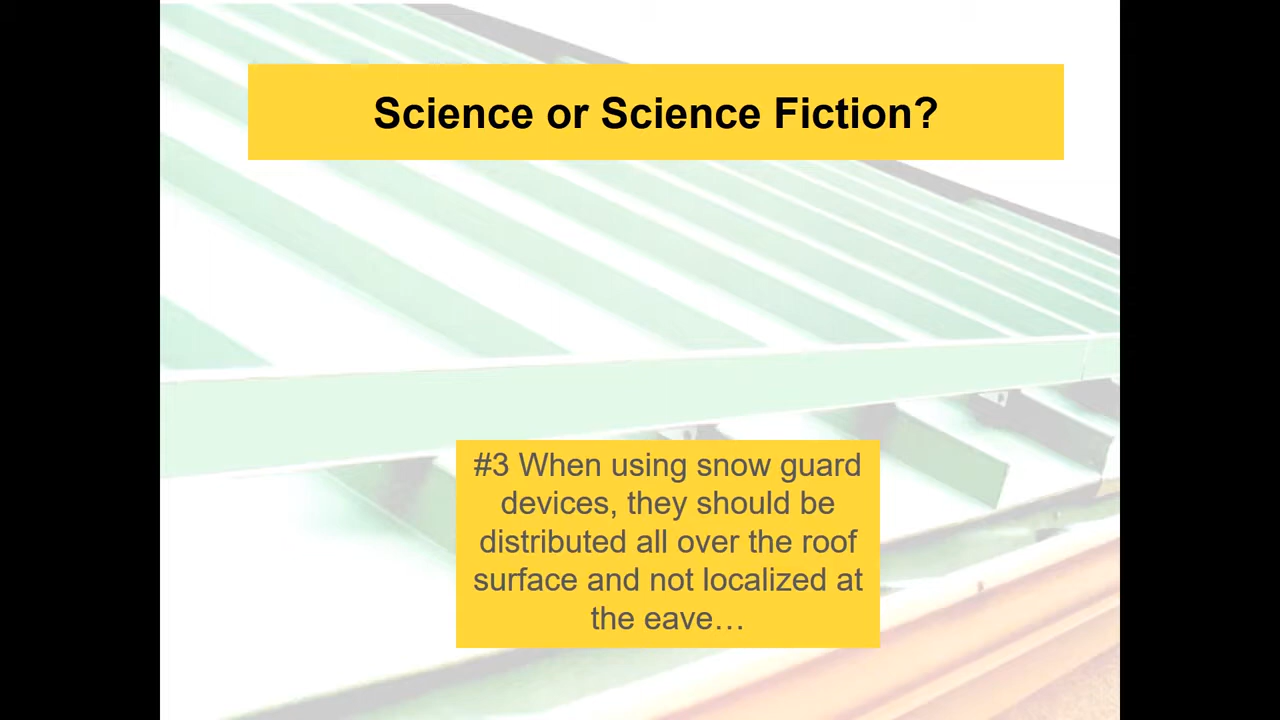 Science or Science Fiction?
#3 When using snow guard
devices, they should be
distributed all over the roof
surface and not localized at
the eave…